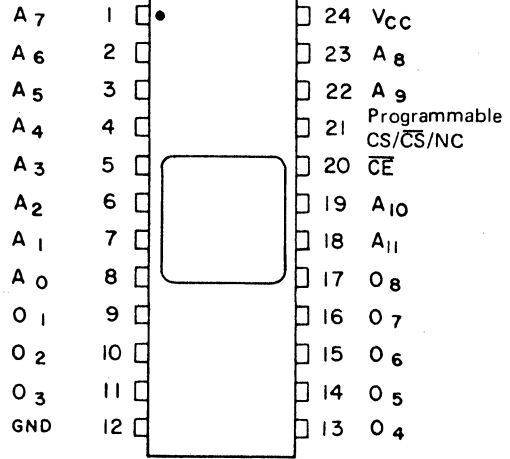 A7 1 24 VCC
A6 2 23 A8
A5 3 22 A9
A4 4 21 Programmable
CS/C̅S̅/NC
A3 5 20 C̅E̅
A2 6 19 A10
A1 7 18 A11
A0 8 17 O8
O1 9 16 O7
O2 10 15 O6
O3 11 14 O5
GND 12 13 O4